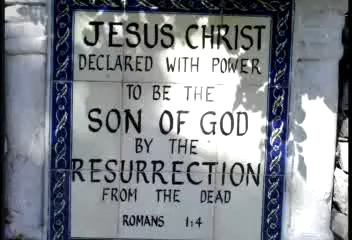 JESUS CHRIST
DECLARED WITH POWER
TO BE THE
SON OF GOD
BY THE
RESURRECTION
FROM THE DEAD
ROMANS 1:4